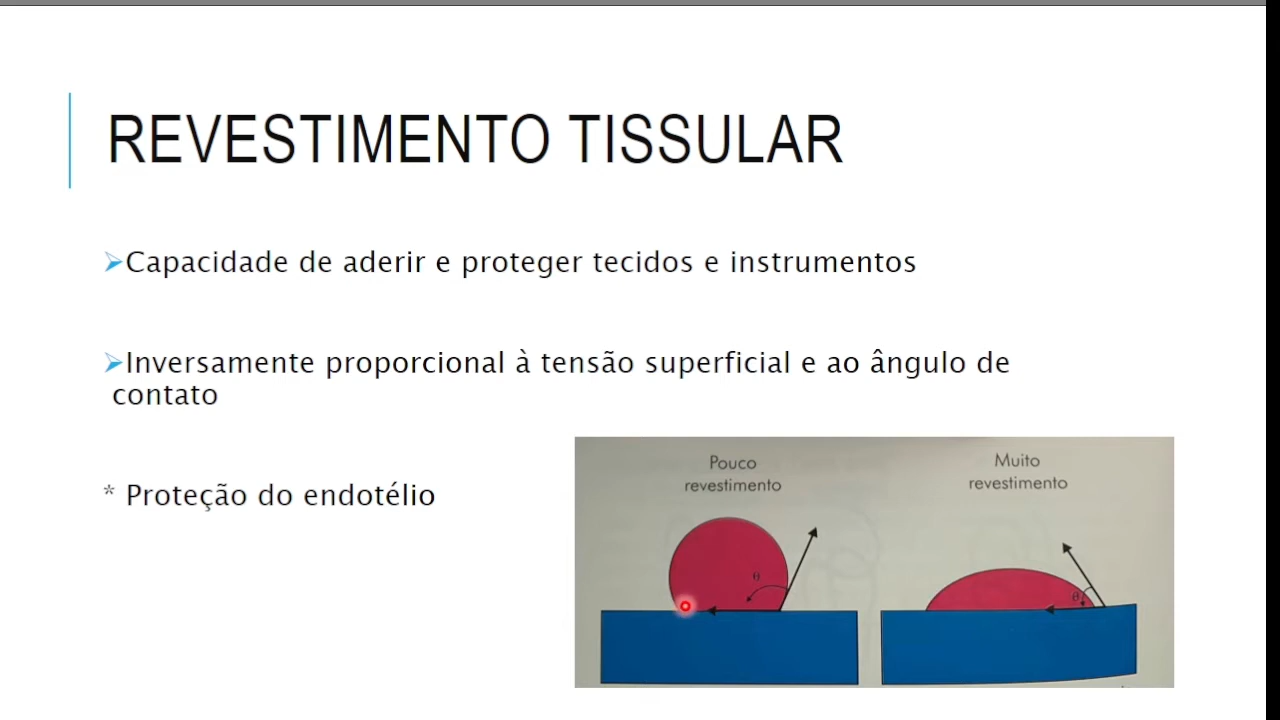 REVESTIMENTO TISSULAR
➢Capacidade de aderir e proteger tecidos e instrumentos
➢Inversamente proporcional à tensão superficial e ao ângulo de
contato
* Proteção do endotélio
Pouco
revestimento
Muito
revestimento
θ
θ